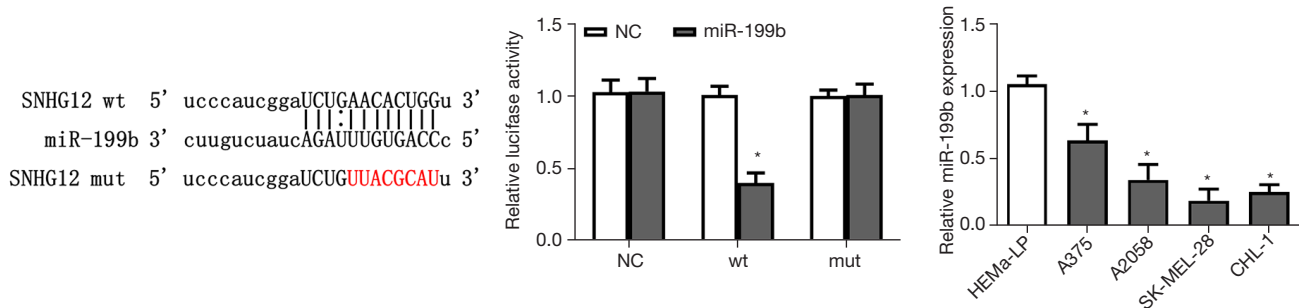 SNHG12 wt 5' ucccaucggaUCUGAACACUGGu 3'
miR-199b 3' cuugucuaucAGAUUUGUGACCc 5'
SNHG12 mut 5' ucccaucggaUCUGUUACGCAUu 3'
Relative lucifase activity
1.5
1.0
0.5
0.0
NC
miR-199b
*
NC
wt
mut
Relative miR-199b expression
1.5
1.0
0.5
0.0
*
*
*
*
HEMa-LP
A375
A2058
SK-MEL-28
CHL-1